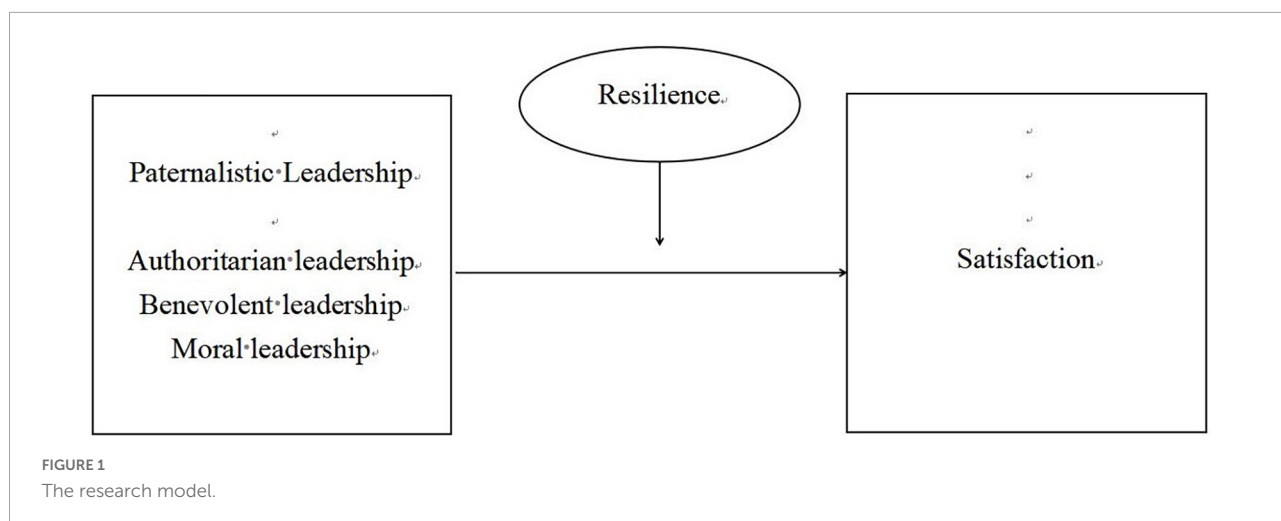 Resilience
Paternalistic Leadership
Authoritarian leadership
Benevolent leadership
Moral leadership
Satisfaction
FIGURE 1
The research model.